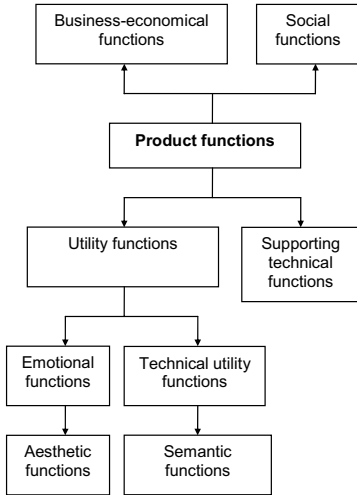 Business-economical
functions
Social
functions
Product functions
Utility functions
Supporting
technical
functions
Emotional
functions
Technical utility
functions
Aesthetic
functions
Semantic
functions